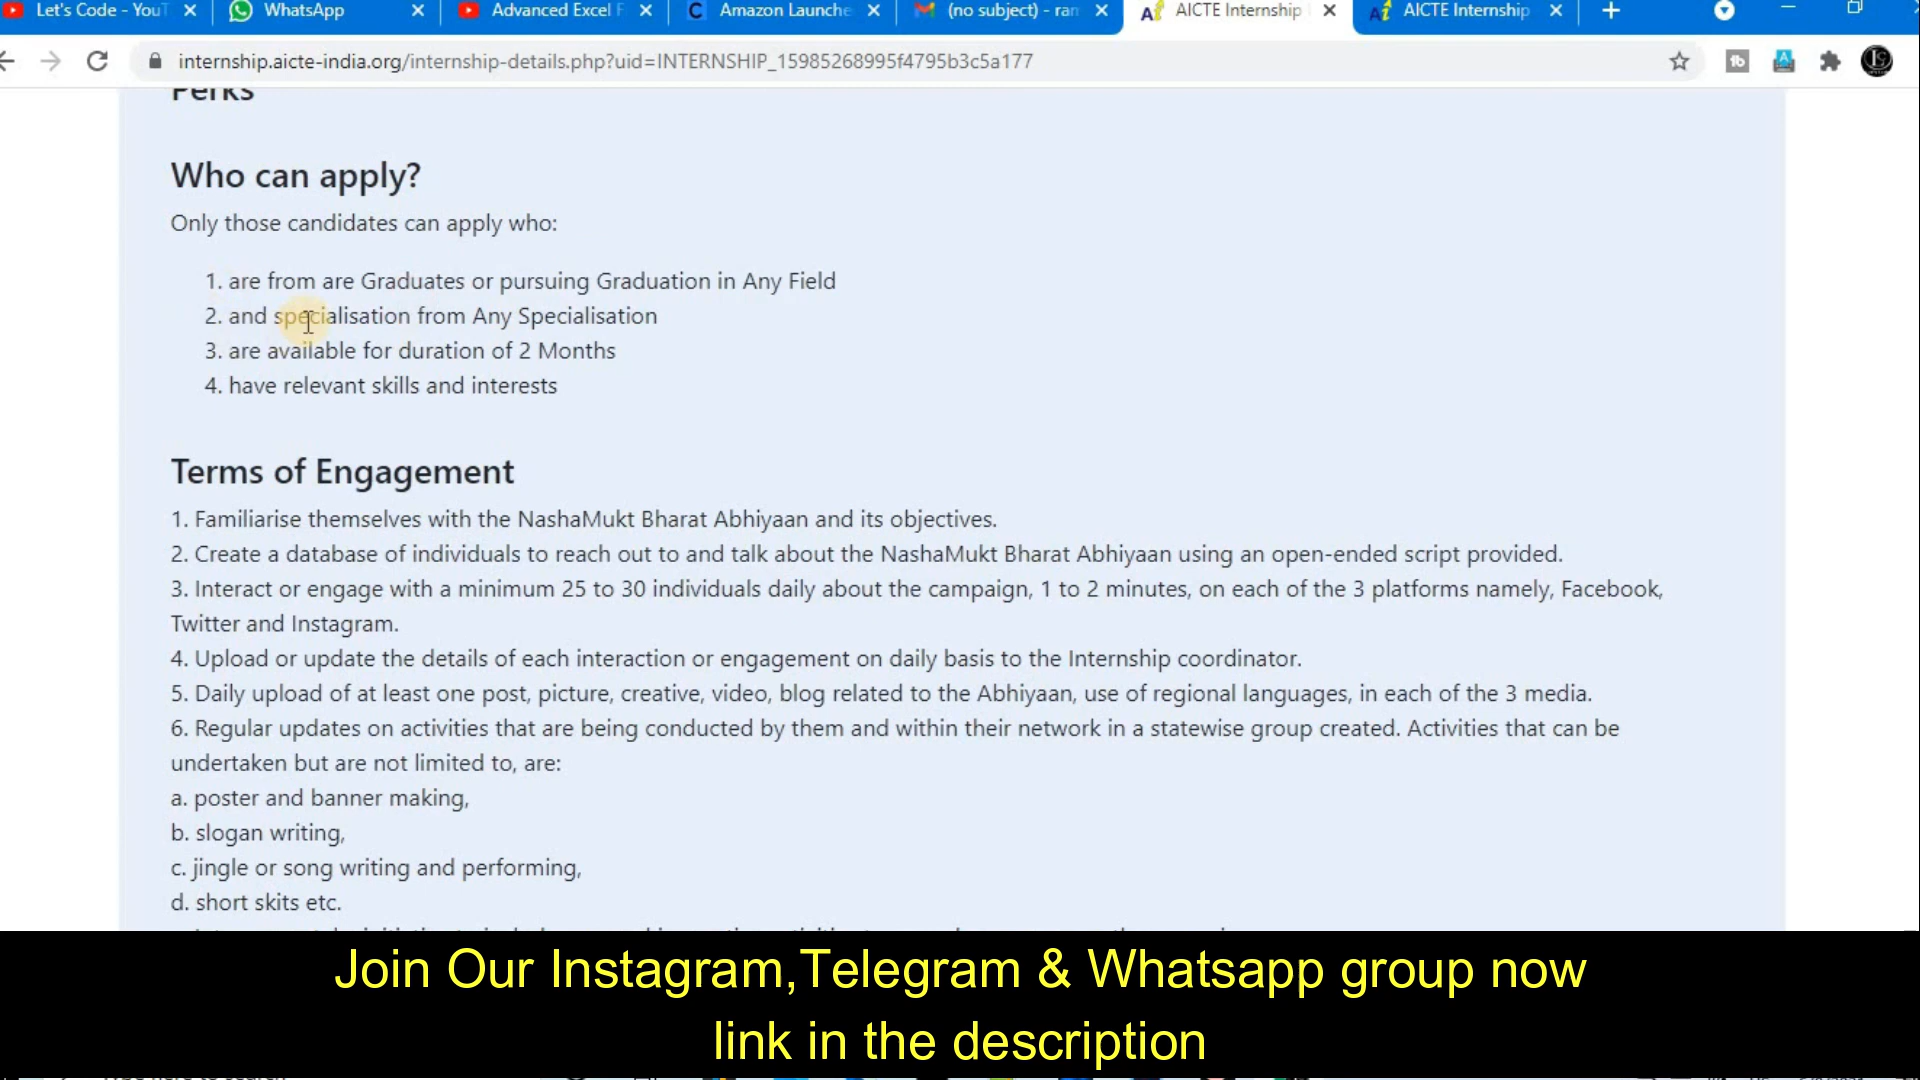 Let's Code - YouT
WhatsApp
Advanced Excel F
Amazon Launche
(no subject) - ran
AICTE Internship
AICTE Internship
internship.aicte-india.org/internship-details.php?uid=INTERNSHIP_15985268995f4795b3c5a177
Perks
Who can apply?
Only those candidates can apply who:
1. are from are Graduates or pursuing Graduation in Any Field
2. and specialisation from Any Specialisation
3. are available for duration of 2 Months
4. have relevant skills and interests
Terms of Engagement
1. Familiarise themselves with the NashaMukt Bharat Abhiyaan and its objectives.
2. Create a database of individuals to reach out to and talk about the NashaMukt Bharat Abhiyaan using an open-ended script provided.
3. Interact or engage with a minimum 25 to 30 individuals daily about the campaign, 1 to 2 minutes, on each of the 3 platforms namely, Facebook,
Twitter and Instagram.
4. Upload or update the details of each interaction or engagement on daily basis to the Internship coordinator.
5. Daily upload of at least one post, picture, creative, video, blog related to the Abhiyaan, use of regional languages, in each of the 3 media.
6. Regular updates on activities that are being conducted by them and within their network in a statewise group created. Activities that can be
undertaken but are not limited to, are:
a. poster and banner making,
b. slogan writing,
c. jingle or song writing and performing,
d. short skits etc.
Join Our Instagram,Telegram & Whatsapp group now
link in the description